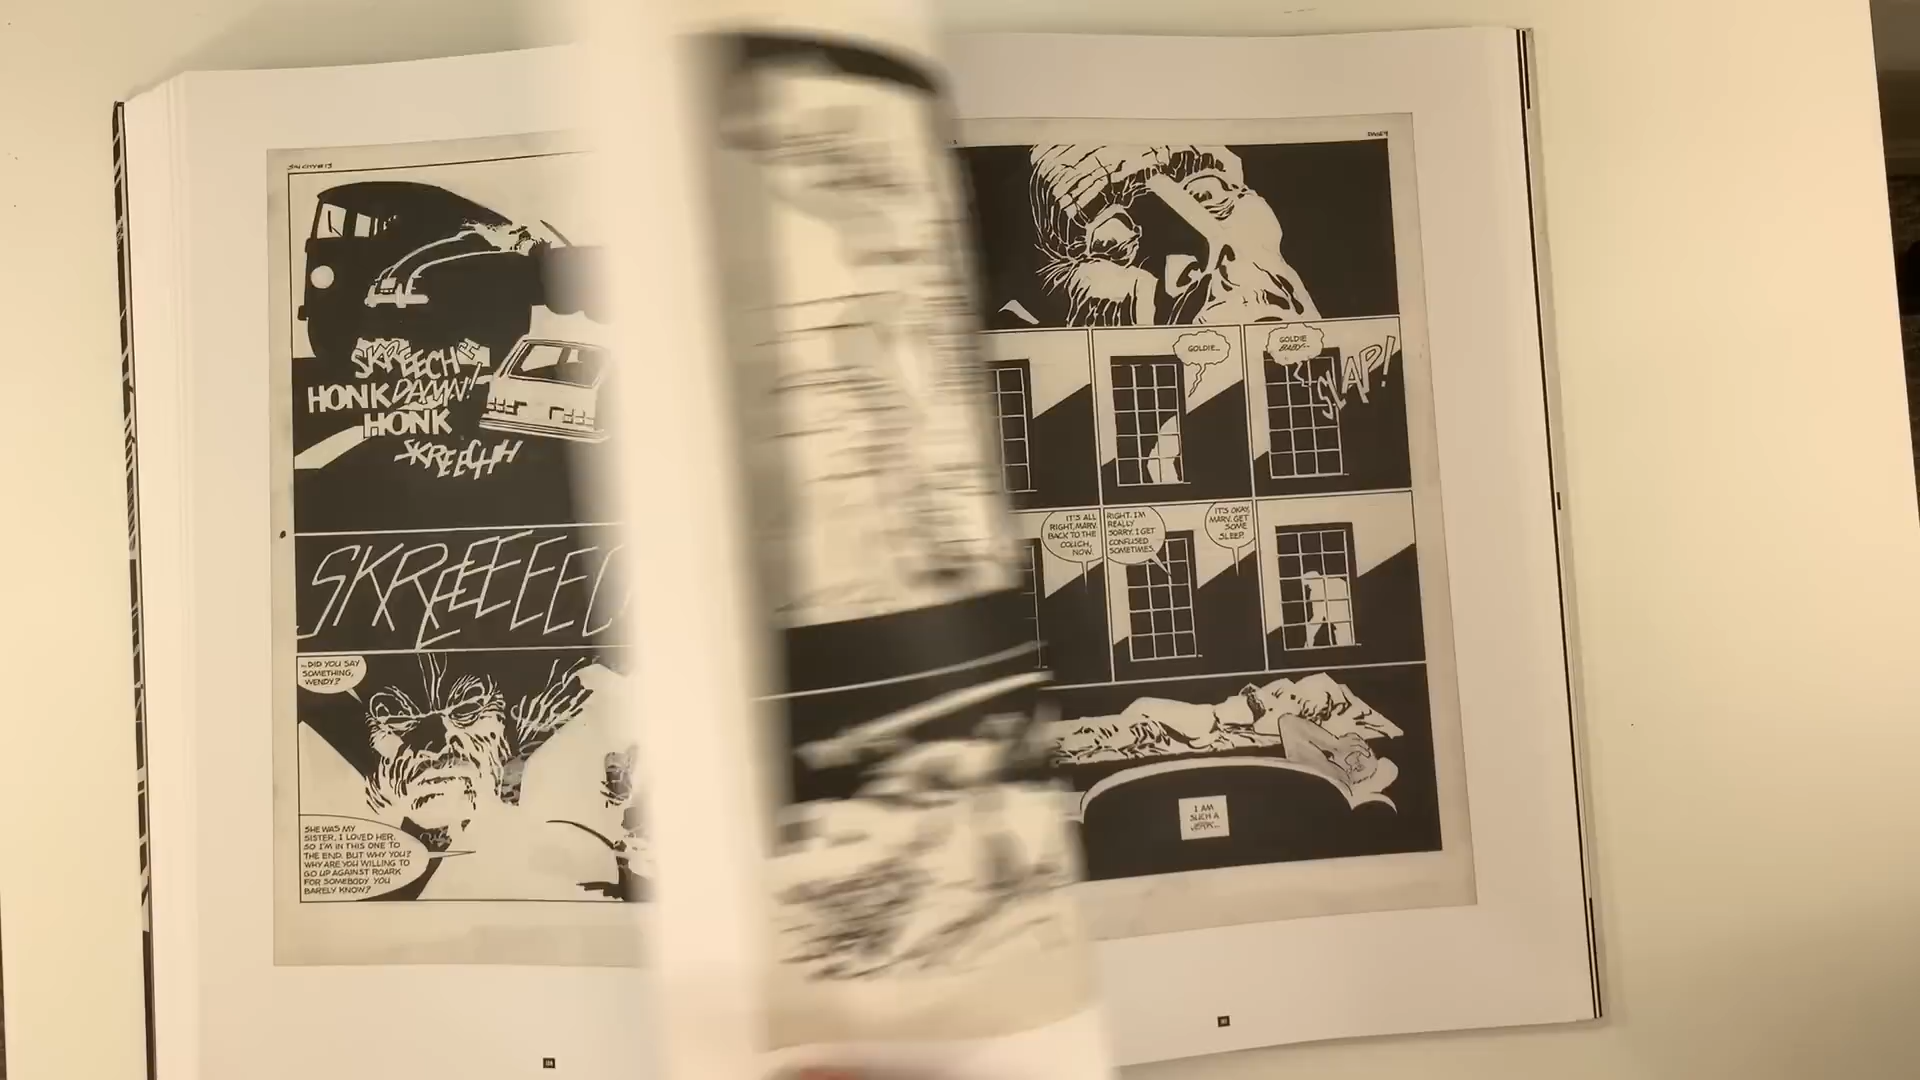 SKREECH
HONK DAMN!
HONK
SKREECHH
SKREEEEE
--DID YOU SAY
SOMETHING,
WENDY?
SHE WAS MY
SISTER. I LOVED HER.
SO I'M IN THIS ONE TO
THE END. BUT WHY YOU?
WHY ARE YOU WILLING TO
GO UP AGAINST ROARK
FOR SOMEBODY YOU
BARELY KNOW?
GOLDIE--
GOLDIE
BABY--
SLAP!
IT'S ALL
RIGHT, MARV.
BACK TO THE
COUCH,
NOW.
RIGHT. I'M
REALLY
SORRY. I GET
CONFUSED
SOMETIMES.
IT'S OKAY,
MARV. GET
SOME
SLEEP.
I AM
SUCH A